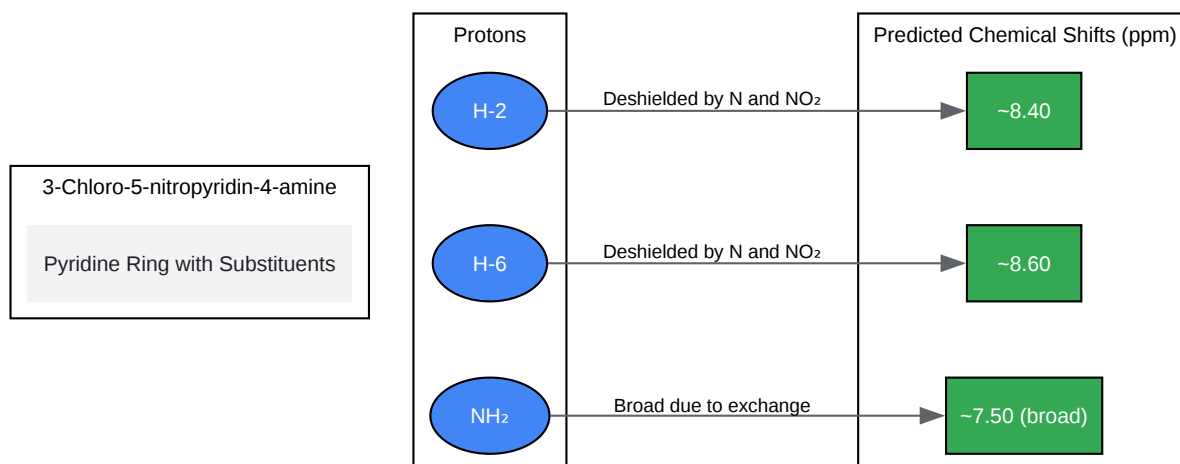 3-Chloro-5-nitropyridin-4-amine
Pyridine Ring with Substituents
Protons
Predicted Chemical Shifts (ppm)
H-2
Deshielded by N and NO₂
~8.40
H-6
Deshielded by N and NO₂
~8.60
NH₂
Broad due to exchange
~7.50 (broad)